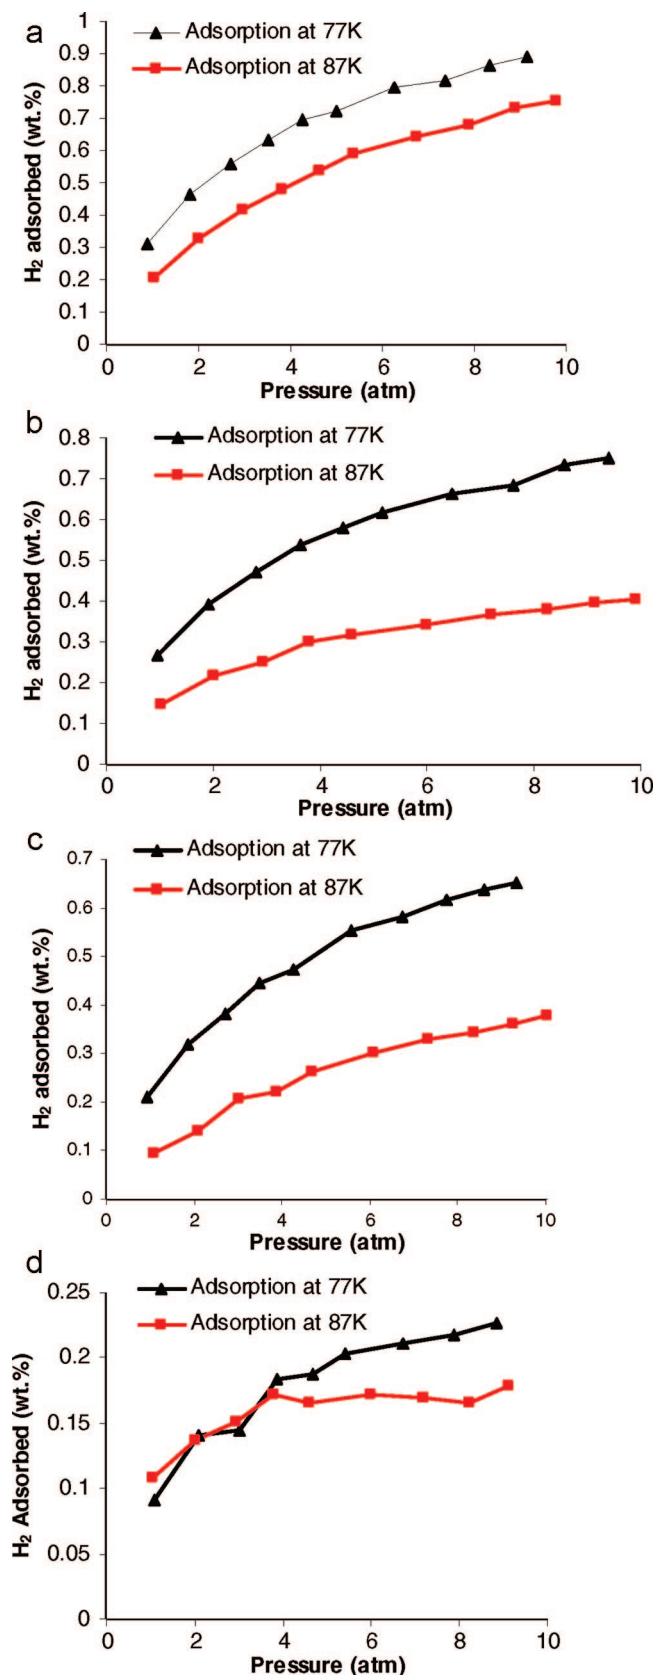 a
Adsorption at 77K
Adsorption at 87K
H₂ adsorbed (wt.%)
1
0.9
0.8
0.7
0.6
0.5
0.4
0.3
0.2
0.1
0
0 2 4 6 8 10
Pressure (atm)
b
Adsorption at 77K
Adsorption at 87K
H₂ adsorbed (wt.%)
0.8
0.7
0.6
0.5
0.4
0.3
0.2
0.1
0
0 2 4 6 8 10
Pressure (atm)
c
Adsoption at 77K
Adsorption at 87K
H₂ adsorbed (wt.%)
0.7
0.6
0.5
0.4
0.3
0.2
0.1
0
0 2 4 6 8 10
Pressure (atm)
d
Adsorption at 77K
Adsorption at 87K
H₂ Adsorbed (wt.%)
0.25
0.2
0.15
0.1
0.05
0
0 2 4 6 8 10
Pressure (atm)